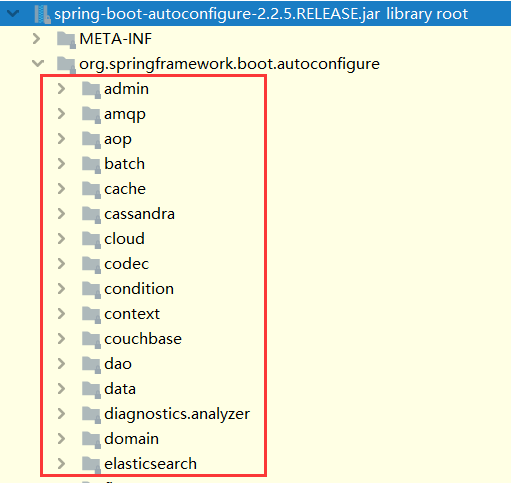 spring-boot-autoconfigure-2.2.5.RELEASE.jar library root
META-INF
org.springframework.boot.autoconfigure
admin
amqp
aop
batch
cache
cassandra
cloud
codec
condition
context
couchbase
dao
data
diagnostics.analyzer
domain
elasticsearch